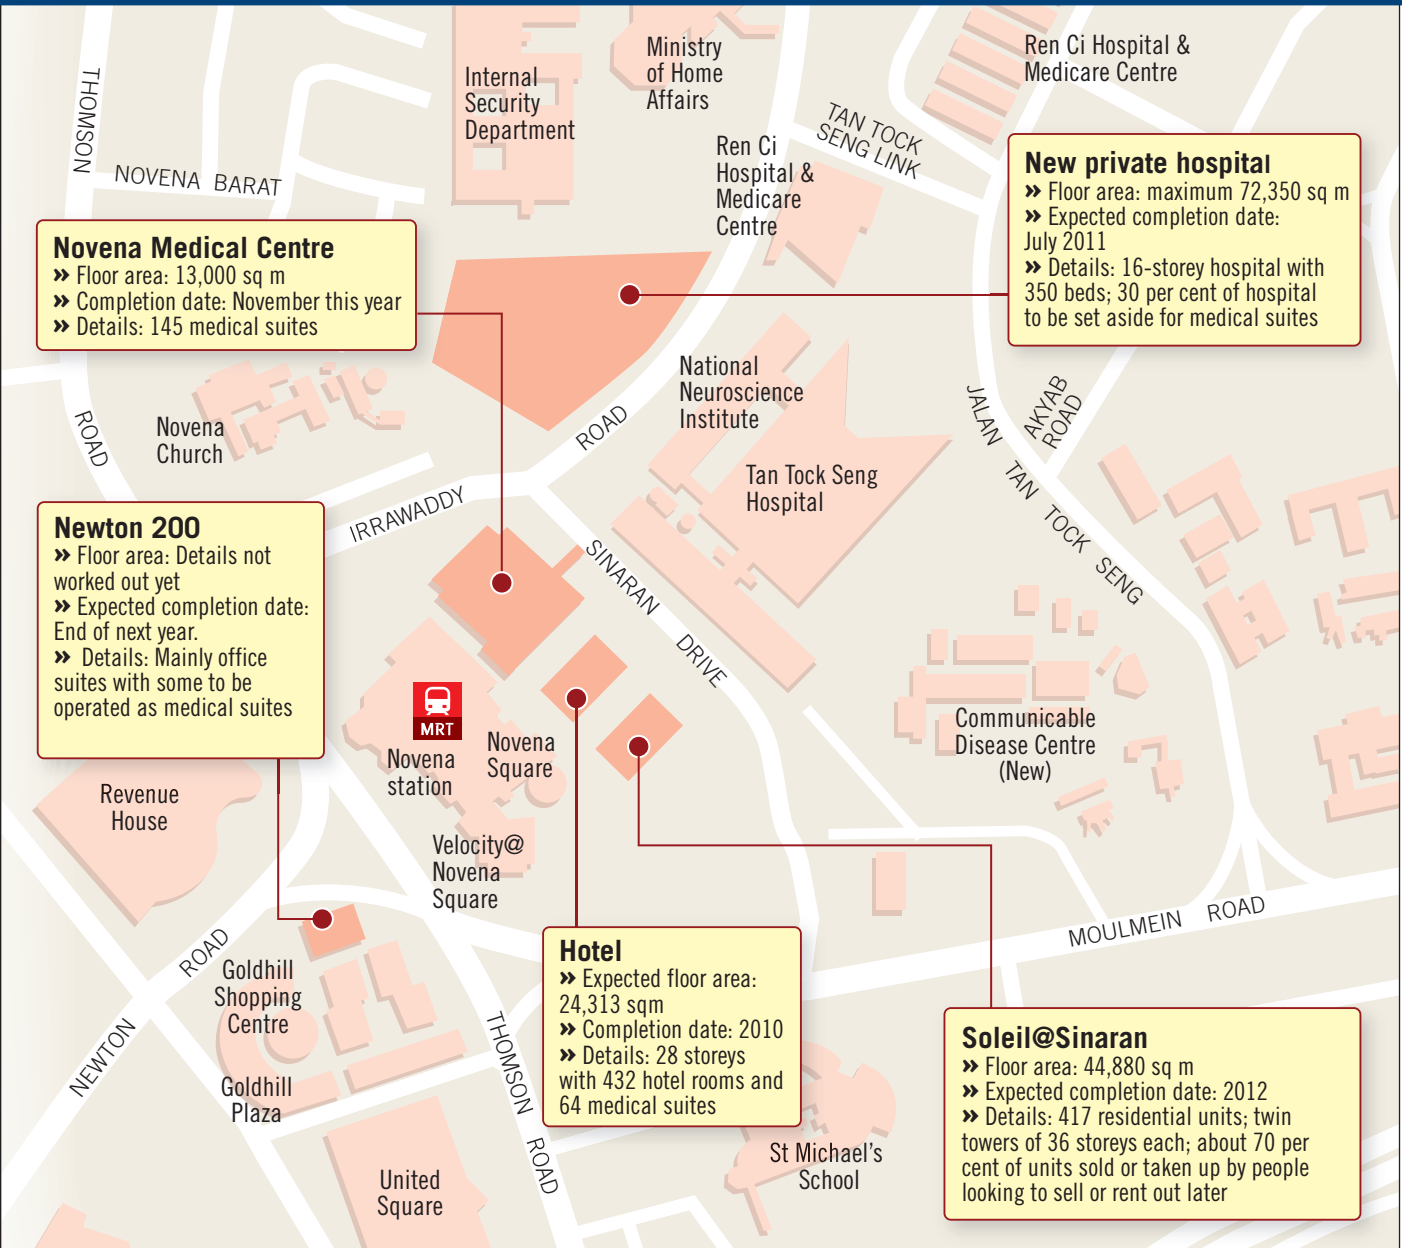 Internal
Security
Department
Ministry
of Home
Affairs
Ren Ci Hospital &
Medicare Centre
THOMSON
NOVENA BARAT
TAN TOCK
SENG LINK
Ren Ci
Hospital &
Medicare
Centre
New private hospital
» Floor area: maximum 72,350 sq m
» Expected completion date:
July 2011
» Details: 16-storey hospital with
350 beds; 30 per cent of hospital
to be set aside for medical suites
Novena Medical Centre
» Floor area: 13,000 sq m
» Completion date: November this year
» Details: 145 medical suites
National
Neuroscience
Institute
ROAD
Novena
Church
ROAD
JALAN TAN TOCK SENG
AKYAB
ROAD
Tan Tock Seng
Hospital
IRRAWADDY
Newton 200
» Floor area: Details not
worked out yet
» Expected completion date:
End of next year.
» Details: Mainly office
suites with some to be
operated as medical suites
SINARAN DRIVE
MRT
Novena
station
Novena
Square
Communicable
Disease Centre
(New)
Revenue
House
Velocity@
Novena
Square
MOULMEIN ROAD
ROAD
NEWTON
Goldhill
Shopping
Centre
Goldhill
Plaza
THOMSON ROAD
Hotel
» Expected floor area:
24,313 sqm
» Completion date: 2010
» Details: 28 storeys
with 432 hotel rooms and
64 medical suites
Soleil@Sinaran
» Floor area: 44,880 sq m
» Expected completion date: 2012
» Details: 417 residential units; twin
towers of 36 storeys each; about 70 per
cent of units sold or taken up by people
looking to sell or rent out later
St Michael's
School
United
Square